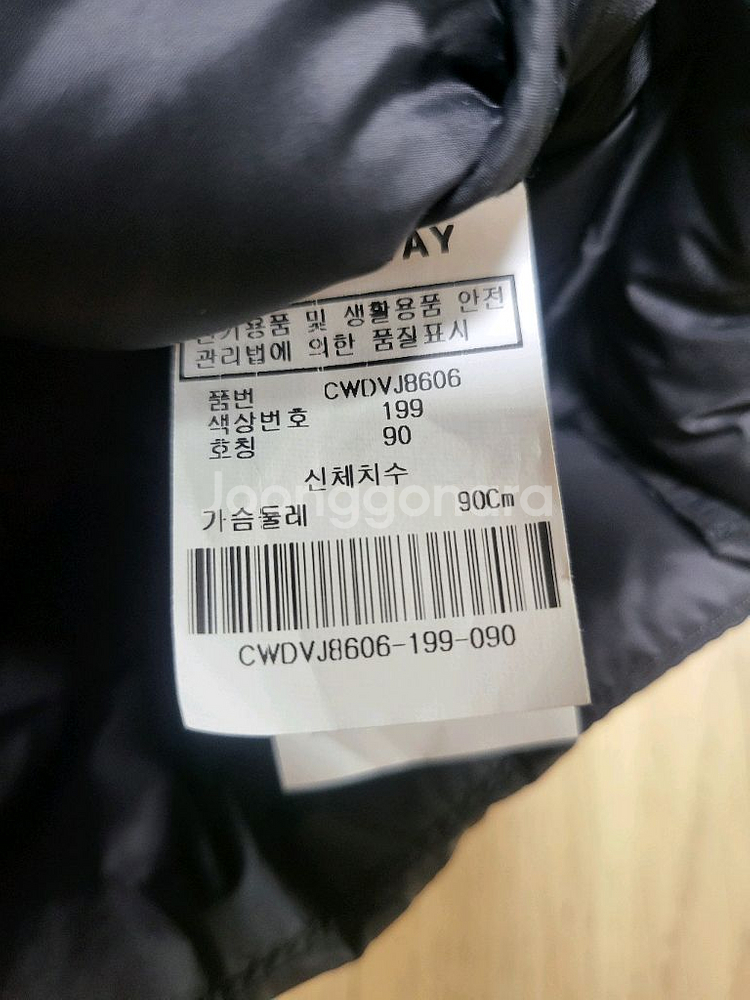 AY
전기용품 및 생활용품 안전
관리법에 의한 품질표시
품번 CWDVJ8606
색상번호 199
호칭 90
신체치수
가슴둘레 90Cm
CWDVJ8606-199-090
Joonggonara